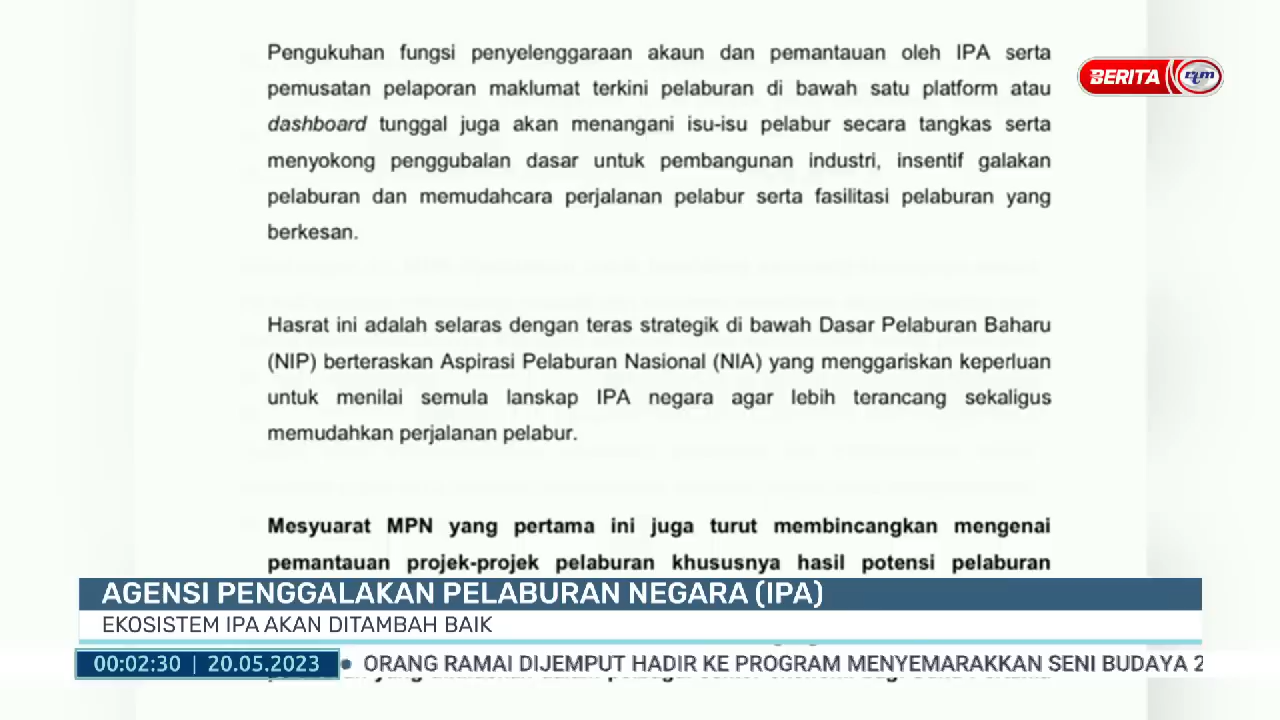 Pengukuhan fungsi penyelenggaraan akaun dan pemantauan oleh IPA serta
pemusatan pelaporan maklumat terkini pelaburan di bawah satu platform atau
dashboard tunggal juga akan menangani isu-isu pelabur secara tangkas serta
menyokong penggubalan dasar untuk pembangunan industri, insentif galakan
pelaburan dan memudahcara perjalanan pelabur serta fasilitasi pelaburan yang
berkesan.
BERITA rtm
Hasrat ini adalah selaras dengan teras strategik di bawah Dasar Pelaburan Baharu
(NIP) berteraskan Aspirasi Pelaburan Nasional (NIA) yang menggariskan keperluan
untuk menilai semula lanskap IPA negara agar lebih terancang sekaligus
memudahkan perjalanan pelabur.
Mesyuarat MPN yang pertama ini juga turut membincangkan mengenai
pemantauan projek-projek pelaburan khususnya hasil potensi pelaburan
AGENSI PENGGALAKAN PELABURAN NEGARA (IPA)
EKOSISTEM IPA AKAN DITAMBAH BAIK
00:02:30 | 20.05.2023 • ORANG RAMAI DIJEMPUT HADIR KE PROGRAM MENYEMARAKKAN SENI BUDAYA 2